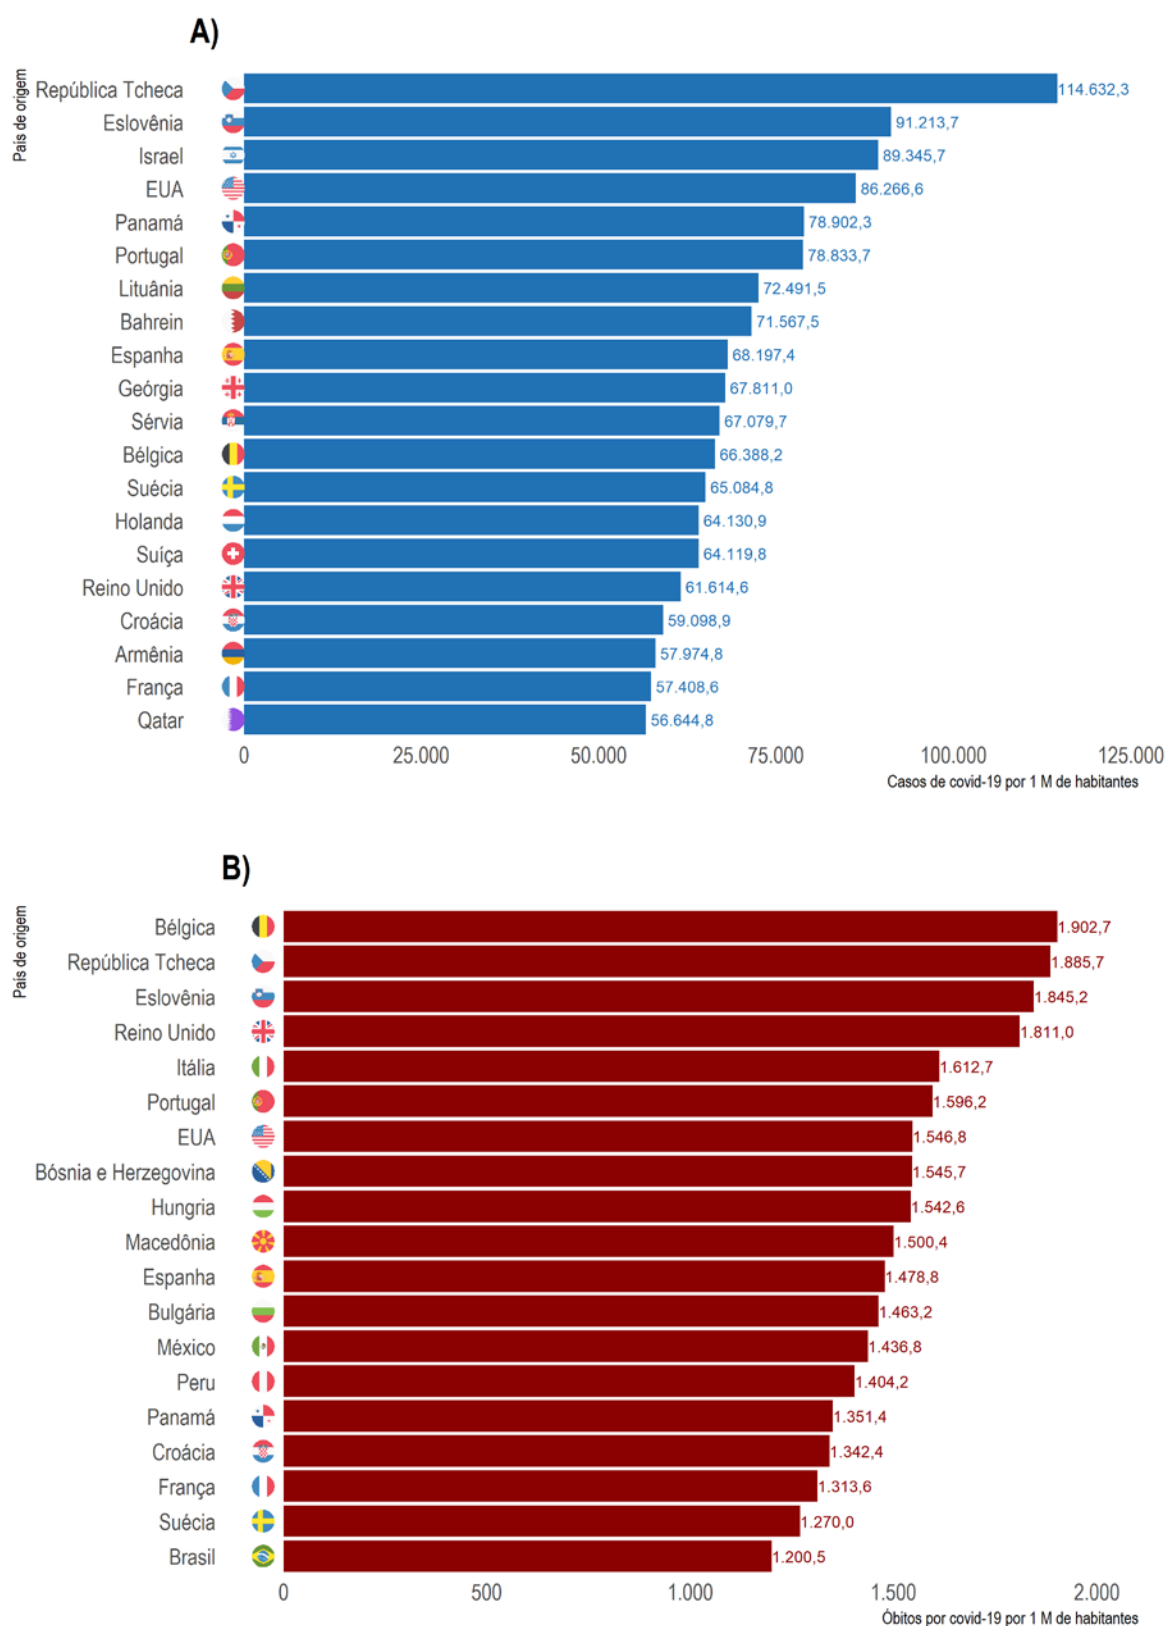 A)
País de origem
República Tcheca 114.632,3
Eslovênia 91.213,7
Israel 89.345,7
EUA 86.266,6
Panamá 78.902,3
Portugal 78.833,7
Lituânia 72.491,5
Bahrein 71.567,5
Espanha 68.197,4
Geórgia 67.811,0
Sérvia 67.079,7
Bélgica 66.388,2
Suécia 65.084,8
Holanda 64.130,9
Suíça 64.119,8
Reino Unido 61.614,6
Croácia 59.098,9
Armênia 57.974,8
França 57.408,6
Qatar 56.644,8
0 25.000 50.000 75.000 100.000 125.000
Casos de covid-19 por 1 M de habitantes
B)
País de origem
Bélgica 1.902,7
República Tcheca 1.885,7
Eslovênia 1.845,2
Reino Unido 1.811,0
Itália 1.612,7
Portugal 1.596,2
EUA 1.546,8
Bósnia e Herzegovina 1.545,7
Hungria 1.542,6
Macedônia 1.500,4
Espanha 1.478,8
Bulgária 1.463,2
México 1.436,8
Peru 1.404,2
Panamá 1.351,4
Croácia 1.342,4
França 1.313,6
Suécia 1.270,0
Brasil 1.200,5
0 500 1.000 1.500 2.000
Óbitos por covid-19 por 1 M de habitantes